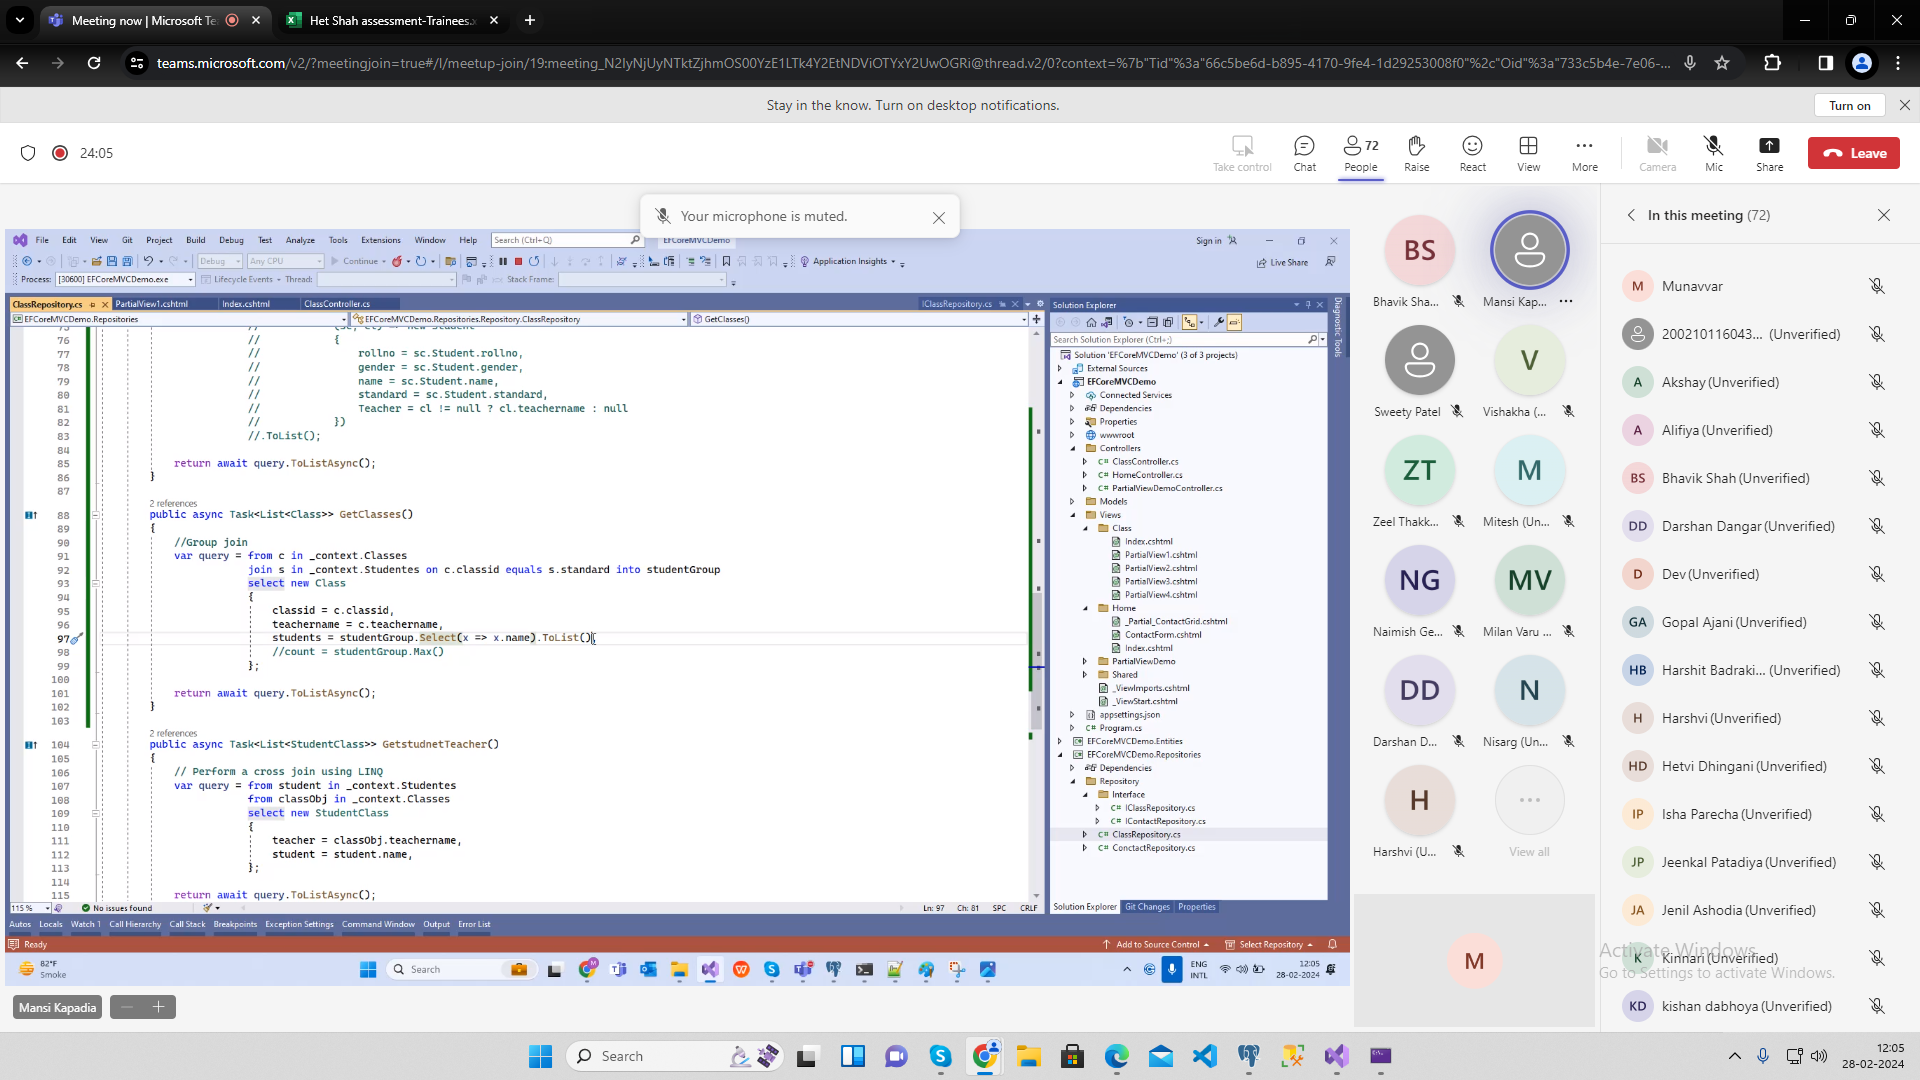 Meeting now | Microsoft Te
Het Shah assessment-Trainees.x
teams.microsoft.com/v2/?meetingjoin=true#/l/meetup-join/19:meeting_N2IyNjUyNTktZjhmOS00YzE1LTk4Y2EtNDViOTYxY2UwOGRi@thread.v2/0?context=%7b"Tid"%3a"66c5be6d-b895-4170-9fe4-1d29253008f0"%2c"Oid"%3a"733c5b4e-7e06-...
Stay in the know. Turn on desktop notifications.
Turn on
24:05
Take control
Chat
72
People
Raise
React
View
More
Camera
Mic
Share
Leave
Your microphone is muted.
File Edit View Git Project Build Debug Test Analyze Tools Extensions Window Help Search (Ctrl+Q) EFCoreMVCDemo Sign in
Debug Any CPU Continue Application Insights Live Share
Process: [30600] EFCoreMVCDemo.exe Lifecycle Events Thread: Stack Frame:
ClassRepository.cs PartialView1.cshtml Index.cshtml ClassController.cs IClassRepository.cs
EFCoreMVCDemo.Repositories EFCoreMVCDemo.Repositories.Repository.ClassRepository GetClasses()
76 // {
77 // rollno = sc.Student.rollno,
78 // gender = sc.Student.gender,
79 // name = sc.Student.name,
80 // standard = sc.Student.standard,
81 // Teacher = cl != null ? cl.teachername : null
82 // })
83 //.ToList();
84
85 return await query.ToListAsync();
86 }
87
2 references
88 public async Task<List<Class>> GetClasses()
89 {
90 //Group join
91 var query = from c in _context.Classes
92 join s in _context.Studentes on c.classid equals s.standard into studentGroup
93 select new Class
94 {
95 classid = c.classid,
96 teachername = c.teachername,
97 students = studentGroup.Select(x => x.name).ToList()
98 //count = studentGroup.Max()
99 };
100
101 return await query.ToListAsync();
102 }
103
2 references
104 public async Task<List<StudentClass>> GetstudnetTeacher()
105 {
106 // Perform a cross join using LINQ
107 var query = from student in _context.Studentes
108 from classObj in _context.Classes
109 select new StudentClass
110 {
111 teacher = classObj.teachername,
112 student = student.name,
113 };
114
115 return await query.ToListAsync();
115 % No issues found Ln: 97 Ch: 81 SPC CRLF
Autos Locals Watch 1 Call Hierarchy Call Stack Breakpoints Exception Settings Command Window Output Error List
Ready
Add to Source Control Select Repository
Solution Explorer
Search Solution Explorer (Ctrl+;)
Solution 'EFCoreMVCDemo' (3 of 3 projects)
External Sources
EFCoreMVCDemo
Connected Services
Dependencies
Properties
wwwroot
Controllers
C# ClassController.cs
C# HomeController.cs
C# PartialViewDemoController.cs
Models
Views
Class
Index.cshtml
PartialView1.cshtml
PartialView2.cshtml
PartialView3.cshtml
PartialView4.cshtml
Home
_Partial_ContactGrid.cshtml
ContactForm.cshtml
Index.cshtml
PartialViewDemo
Shared
_ViewImports.cshtml
_ViewStart.cshtml
appsettings.json
C# Program.cs
EFCoreMVCDemo.Entities
EFCoreMVCDemo.Repositories
Dependencies
Repository
Interface
C# IClassRepository.cs
C# IContactRepository.cs
C# ClassRepository.cs
C# ConctactRepository.cs
Solution Explorer Git Changes Properties
Diagnostic Tools
82°F
Smoke
Search
ENG
INTL
12:05
28-02-2024
Mansi Kapadia
BS
Bhavik Sha...
Mansi Kap...
Sweety Patel
V
Vishakha (...
ZT
Zeel Thakk...
M
Mitesh (Un...
NG
Naimish Ge...
MV
Milan Varu ...
DD
Darshan D...
N
Nisarg (Un...
H
Harshvi (U...
View all
M
In this meeting (72)
M Munavvar
200210116043... (Unverified)
A Akshay (Unverified)
A Alifiya (Unverified)
BS Bhavik Shah (Unverified)
DD Darshan Dangar (Unverified)
D Dev (Unverified)
GA Gopal Ajani (Unverified)
HB Harshit Badraki... (Unverified)
H Harshvi (Unverified)
HD Hetvi Dhingani (Unverified)
IP Isha Parecha (Unverified)
JP Jeenkal Patadiya (Unverified)
JA Jenil Ashodia (Unverified)
K Kinnari (Unverified)
KD kishan dabhoya (Unverified)
Activate Windows
Go to Settings to activate Windows.
Search
12:05
28-02-2024